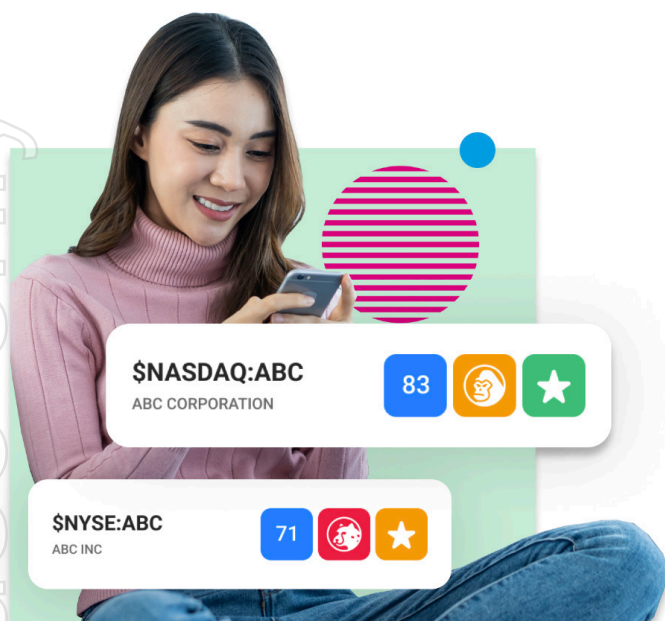 $NASDAQ:ABC
ABC CORPORATION
83
$NYSE:ABC
ABC INC
71